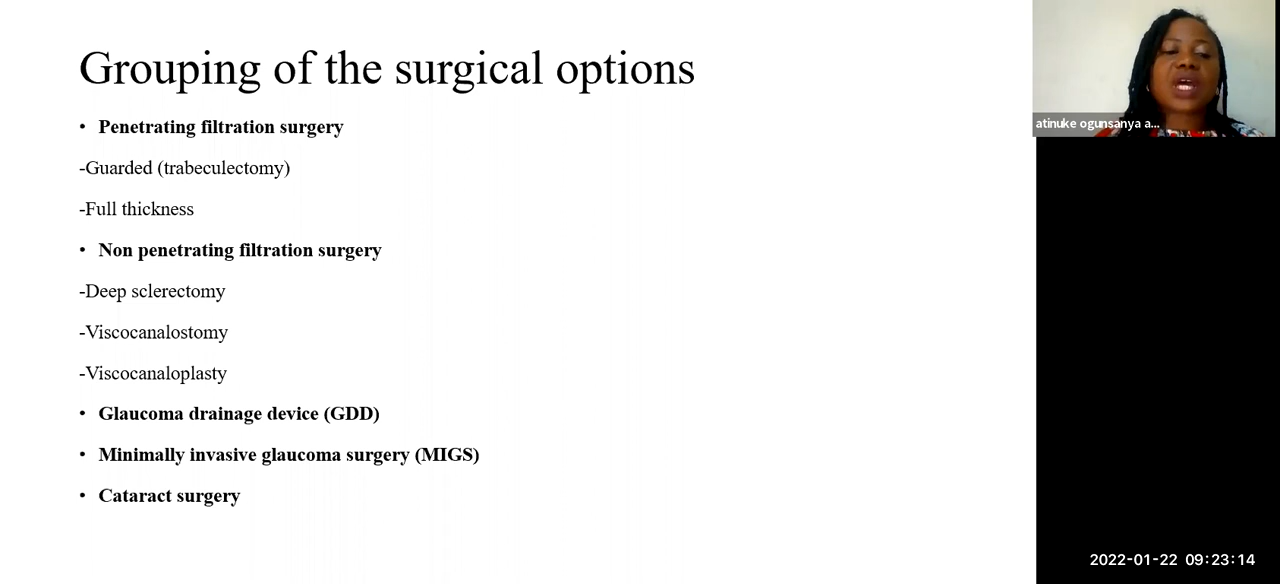 Grouping of the surgical options
• Penetrating filtration surgery
-Guarded (trabeculectomy)
-Full thickness
• Non penetrating filtration surgery
-Deep sclerectomy
-Viscocanalostomy
-Viscocanaloplasty
• Glaucoma drainage device (GDD)
• Minimally invasive glaucoma surgery (MIGS)
• Cataract surgery
atinuke ogunsanya a...
2022-01-22 09:23:14